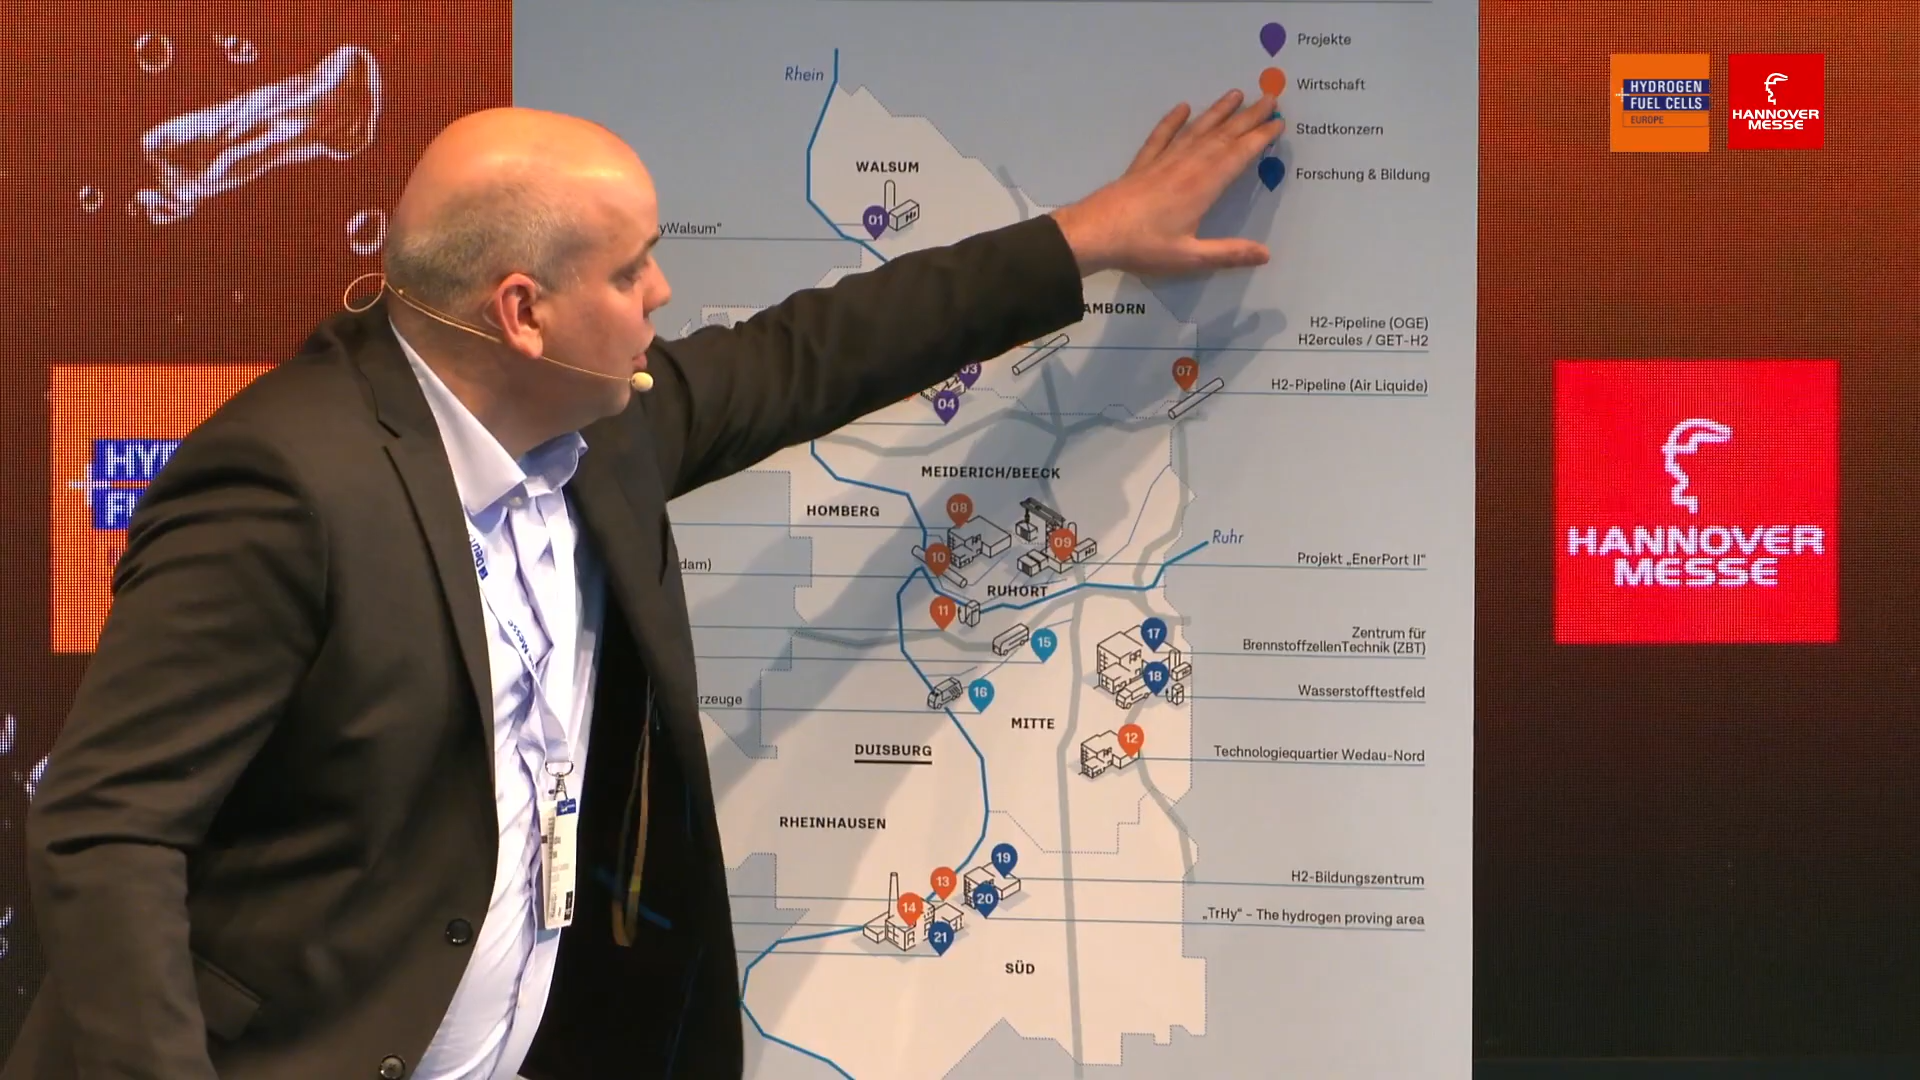 Projekte
Wirtschaft
Stadtkonzern
Forschung & Bildung
HYDROGEN
FUEL CELLS
EUROPE
HANNOVER
MESSE
Rhein
WALSUM
01
yWalsum"
AMBORN
H2-Pipeline (OGE)
H2ercules / GET-H2
07
H2-Pipeline (Air Liquide)
03
04
MEIDERICH/BEECK
HOMBERG
08
09
10
Ruhr
dam)
Projekt „EnerPort II"
RUHORT
11
15
17
Zentrum für
BrennstoffzellenTechnik (ZBT)
18
Wasserstofftestfeld
16
rzeuge
MITTE
12
DUISBURG
Technologiequartier Wedau-Nord
RHEINHAUSEN
19
13
H2-Bildungszentrum
20
14
„TrHy" – The hydrogen proving area
21
SÜD
HY
F
HANNOVER
MESSE
Deut
Messe